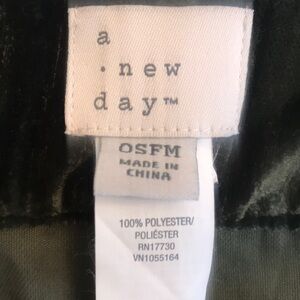 a
· new
day™
OSFM
MADE IN
CHINA
100% POLYESTER/
POLIÉSTER
RN17730
VN1055164